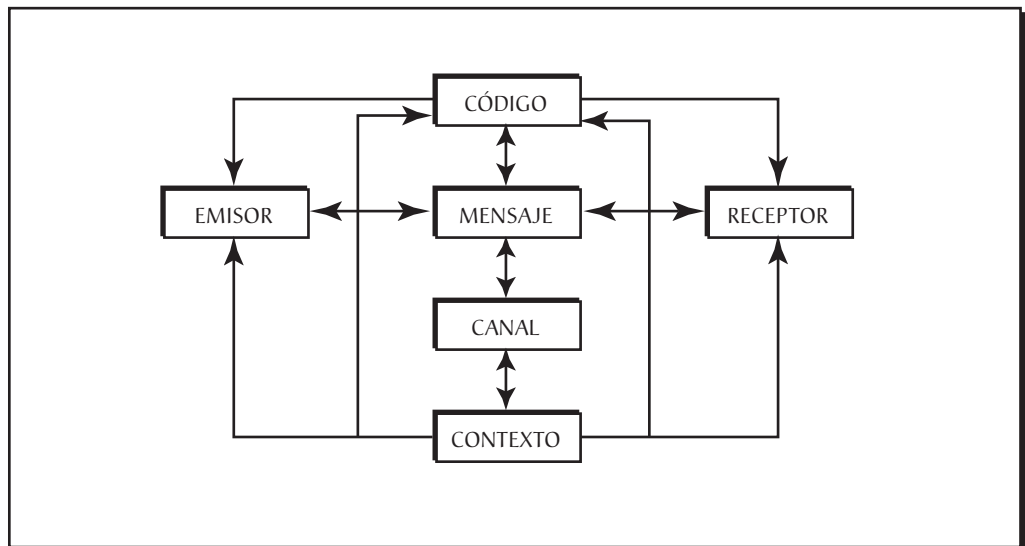 CÓDIGO
EMISOR
MENSAJE
RECEPTOR
CANAL
CONTEXTO